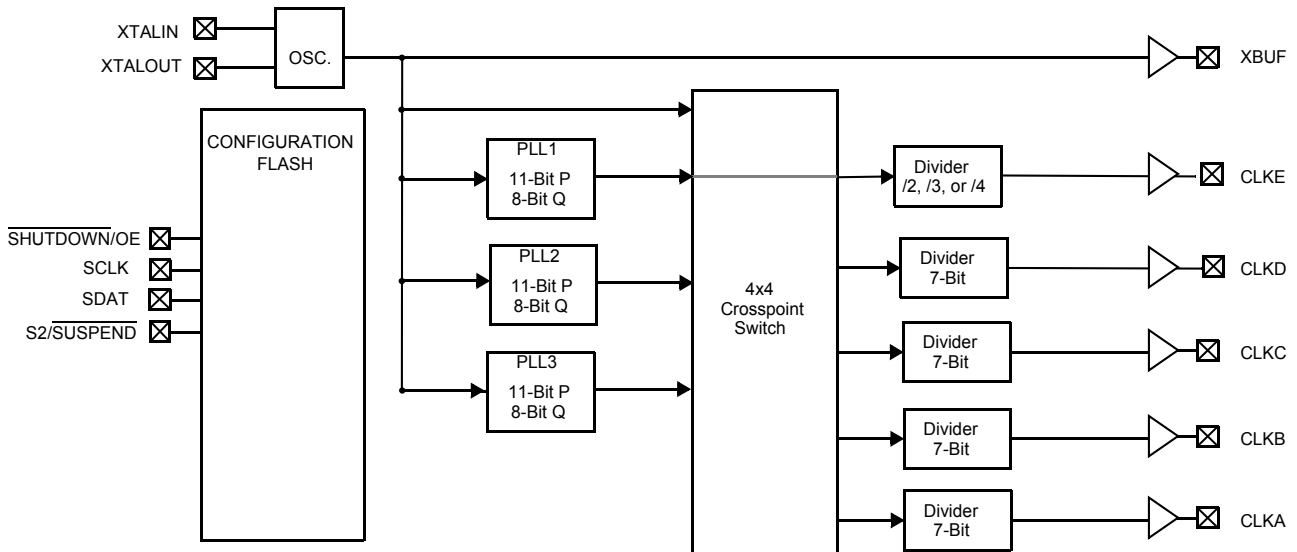 XTALIN
XTALOUT
OSC.
XBUF
CONFIGURATION
FLASH
SHUTDOWN/OE
SCLK
SDAT
S2/SUSPEND
PLL1
11-Bit P
8-Bit Q
PLL2
11-Bit P
8-Bit Q
PLL3
11-Bit P
8-Bit Q
4x4
Crosspoint
Switch
Divider
/2, /3, or /4
CLKE
Divider
7-Bit
CLKD
Divider
7-Bit
CLKC
Divider
7-Bit
CLKB
Divider
7-Bit
CLKA